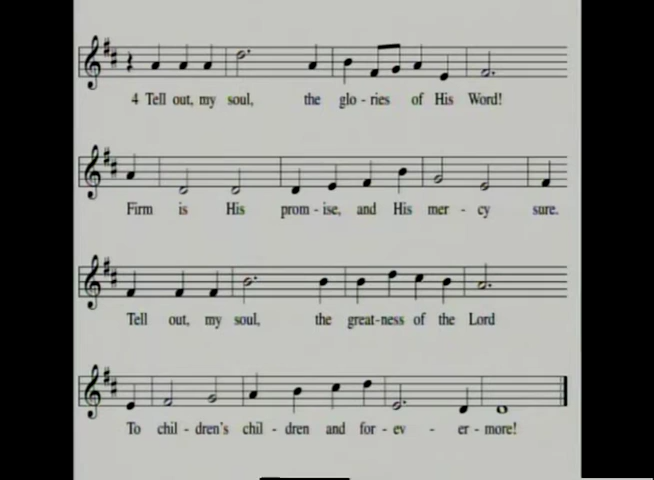 4 Tell out, my soul, the glo - ries of His Word!
Firm is His prom - ise, and His mer - cy sure.
Tell out, my soul, the great - ness of the Lord
To chil - dren's chil - dren and for - ev - er - more!